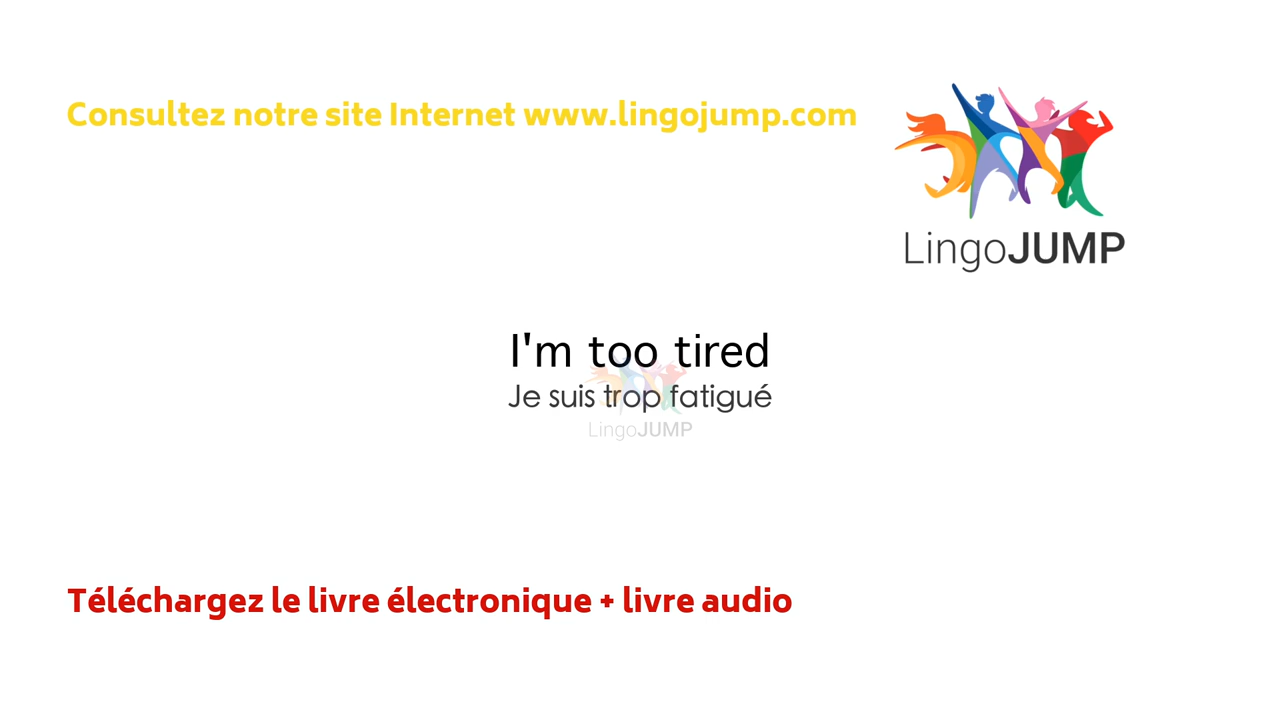 Consultez notre site Internet www.lingojump.com
LingoJUMP
I'm too tired
Je suis trop fatigué
LingoJUMP
Téléchargez le livre électronique + livre audio